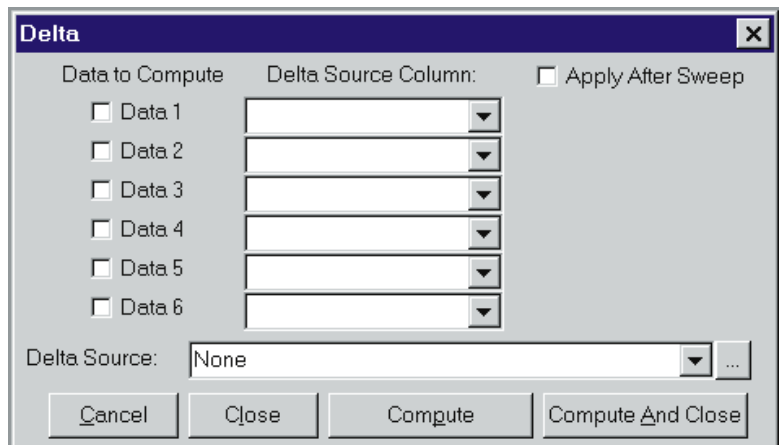 Delta
Data to Compute Delta Source Column: Apply After Sweep
Data 1
Data 2
Data 3
Data 4
Data 5
Data 6
Delta Source: None ...
Cancel Close Compute Compute And Close